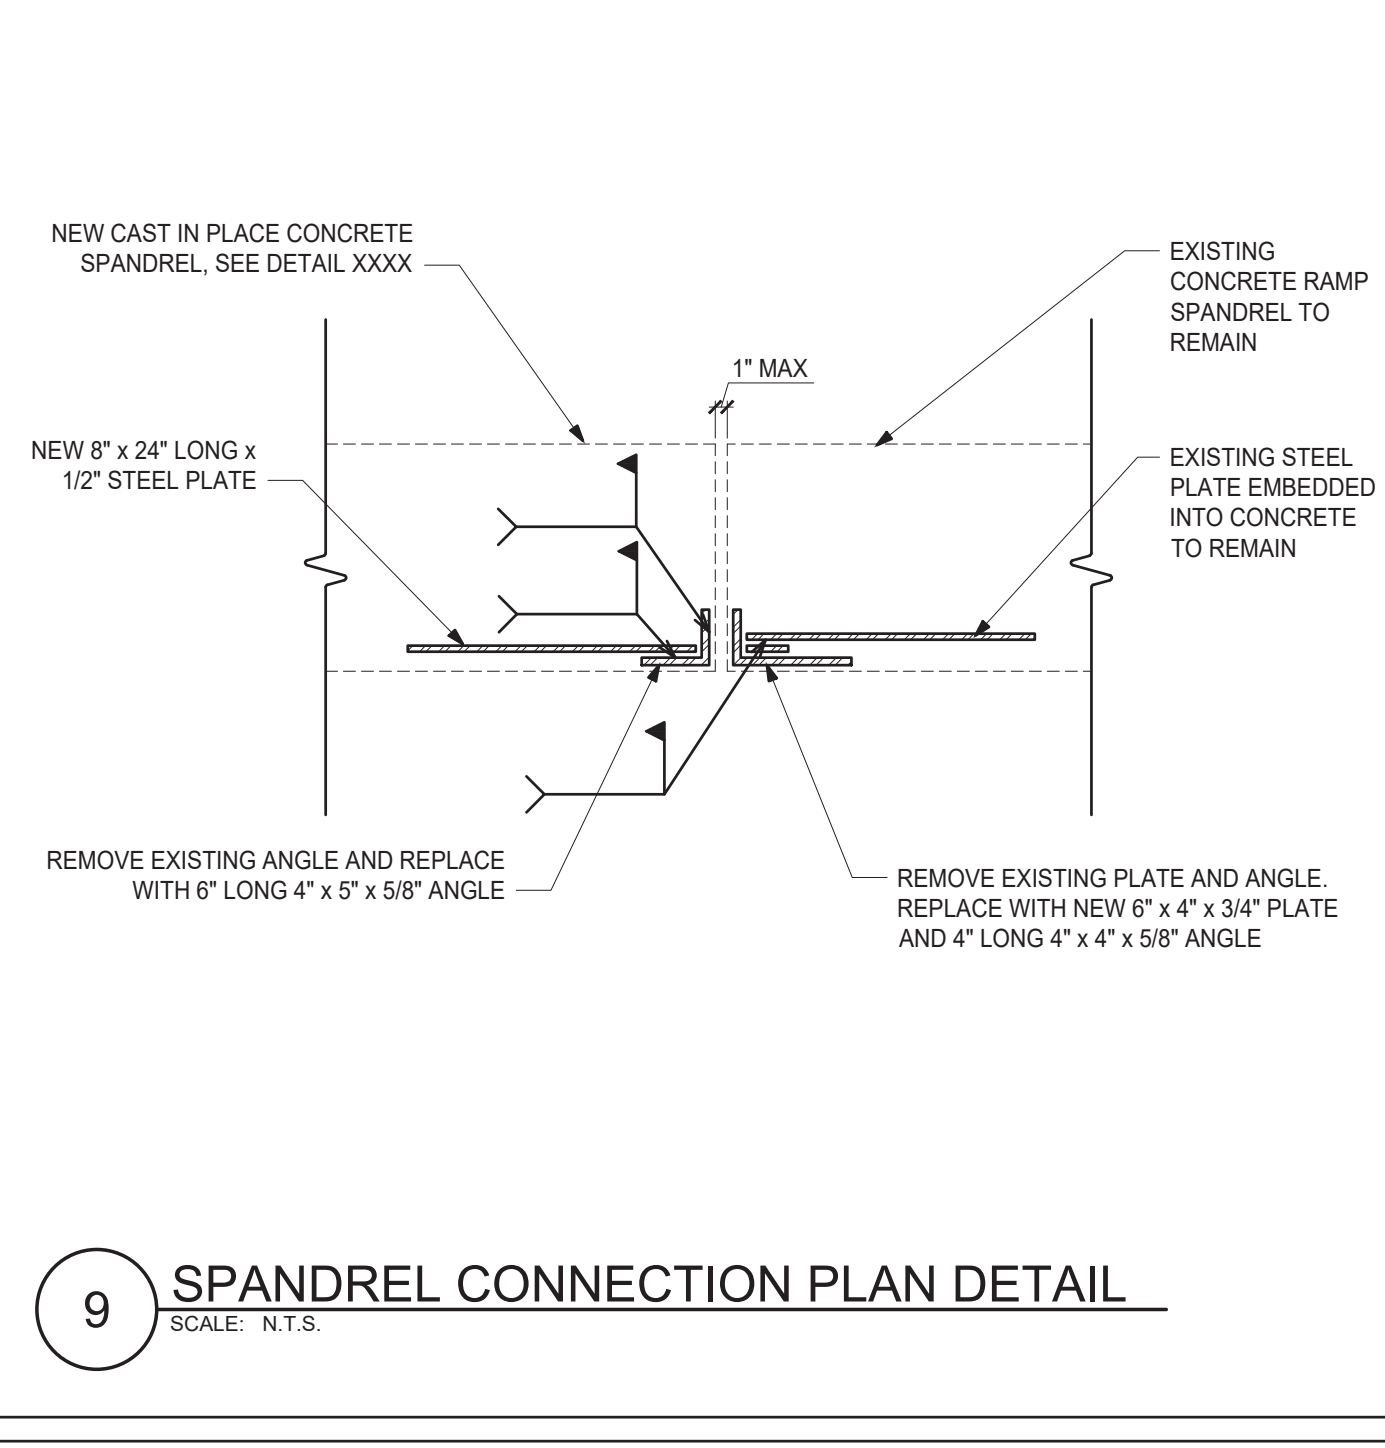 NEW CAST IN PLACE CONCRETE
SPANDREL, SEE DETAIL XXXX
EXISTING
CONCRETE RAMP
SPANDREL TO
REMAIN
1" MAX
NEW 8" x 24" LONG x
1/2" STEEL PLATE
EXISTING STEEL
PLATE EMBEDDED
INTO CONCRETE
TO REMAIN
REMOVE EXISTING ANGLE AND REPLACE
WITH 6" LONG 4" x 5" x 5/8" ANGLE
REMOVE EXISTING PLATE AND ANGLE.
REPLACE WITH NEW 6" x 4" x 3/4" PLATE
AND 4" LONG 4" x 4" x 5/8" ANGLE
9
SPANDREL CONNECTION PLAN DETAIL
SCALE: N.T.S.